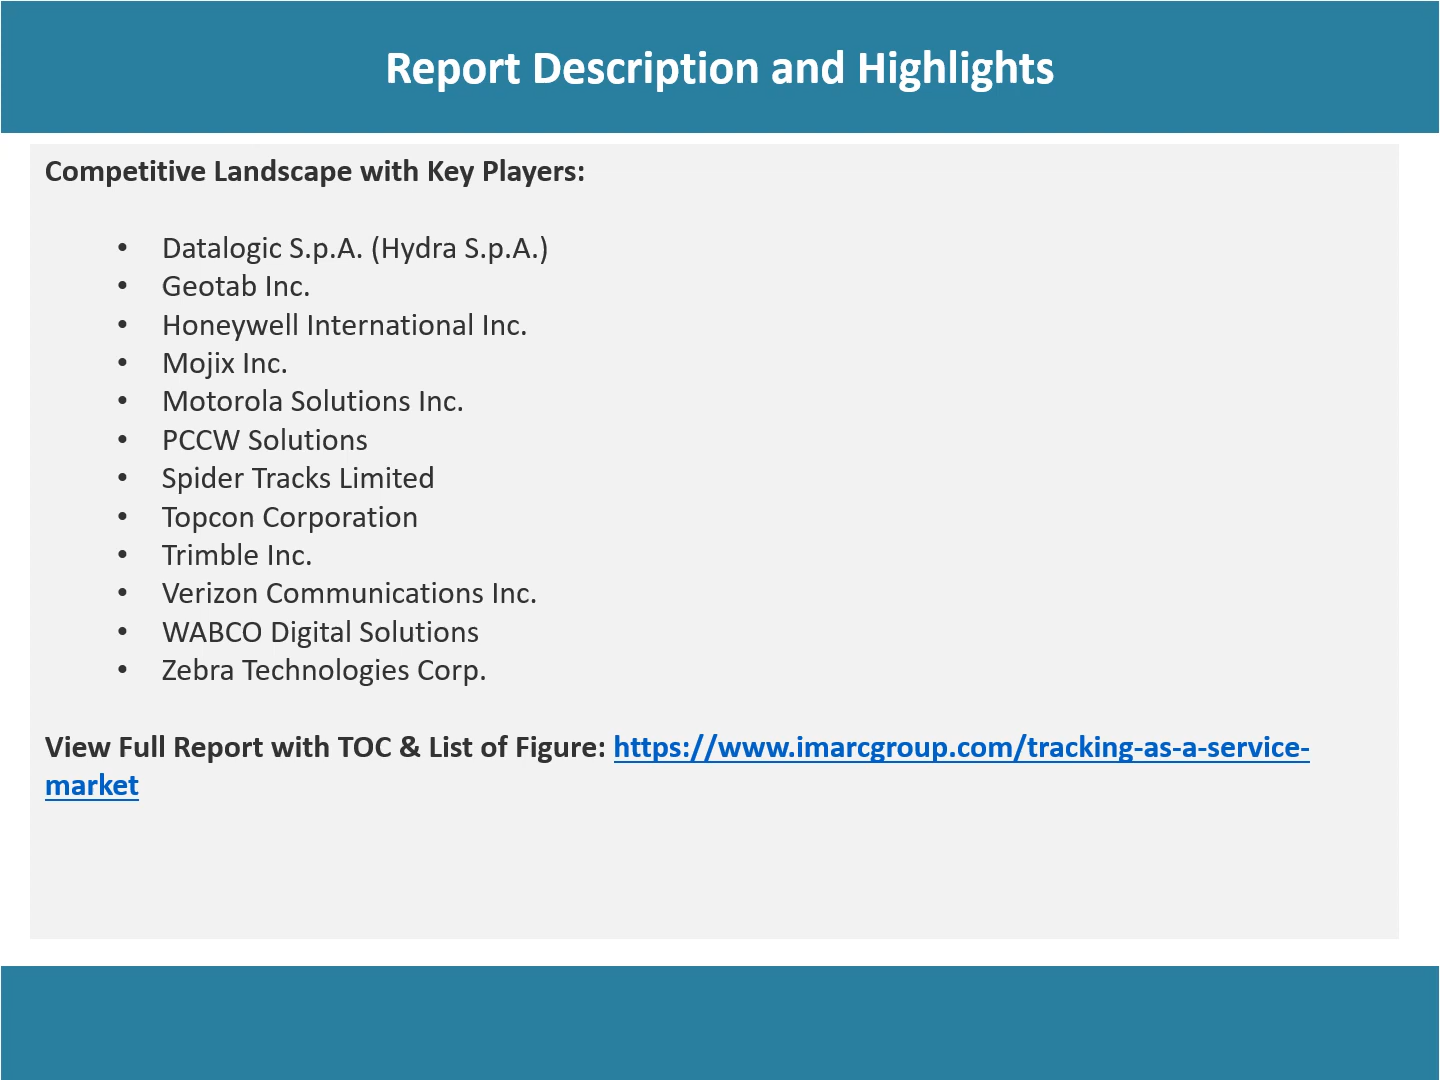 Report Description and Highlights
Competitive Landscape with Key Players:
• Datalogic S.p.A. (Hydra S.p.A.)
• Geotab Inc.
• Honeywell International Inc.
• Mojix Inc.
• Motorola Solutions Inc.
• PCCW Solutions
• Spider Tracks Limited
• Topcon Corporation
• Trimble Inc.
• Verizon Communications Inc.
• WABCO Digital Solutions
• Zebra Technologies Corp.
View Full Report with TOC & List of Figure: https://www.imarcgroup.com/tracking-as-a-service-
market